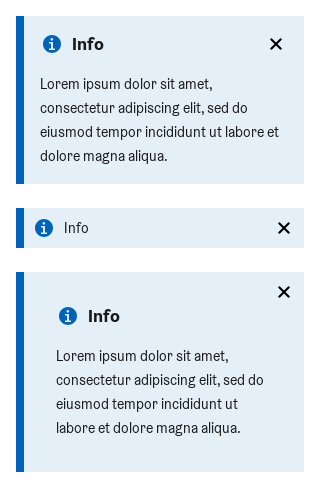 Info
Lorem ipsum dolor sit amet,
consectetur adipiscing elit, sed do
eiusmod tempor incididunt ut labore et
dolore magna aliqua.
Info
Info
Lorem ipsum dolor sit amet,
consectetur adipiscing elit, sed do
eiusmod tempor incididunt ut
labore et dolore magna aliqua.